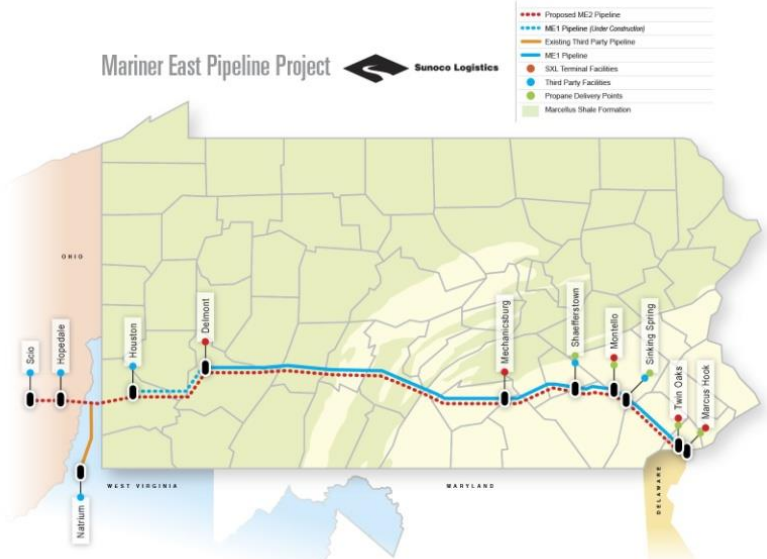 Proposed ME2 Pipeline
ME1 Pipeline (Under Construction)
Existing Third Party Pipeline
ME1 Pipeline
SXL Terminal Facilities
Third Party Facilities
Propane Delivery Points
Marcellus Shale Formation
Mariner East Pipeline Project
Sunoco Logistics
OHIO
Scio
Hopedale
Houston
Delmont
Mechanicsburg
Shaefferstown
Montello
Sinking Spring
Twin Oaks
Marcus Hook
Natrium
WEST VIRGINIA
MARYLAND
DELAWARE